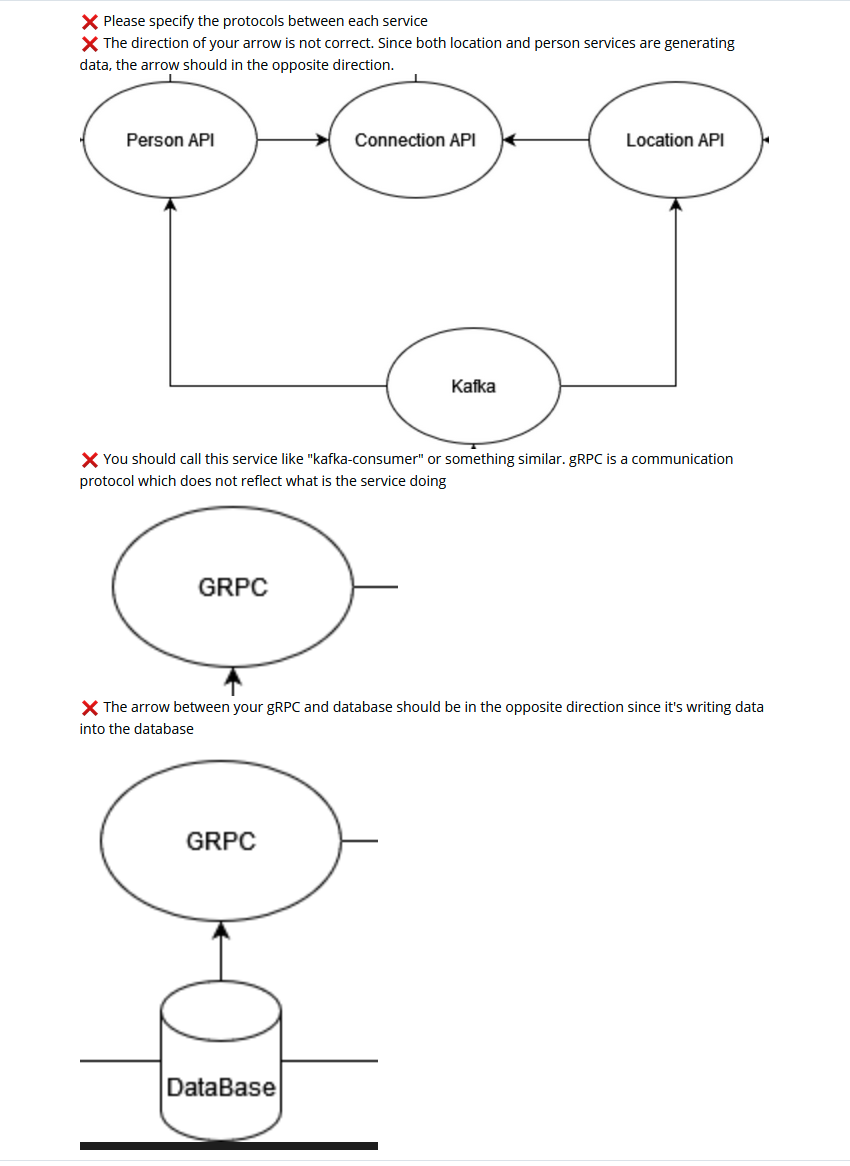 ❌ Please specify the protocols between each service
❌ The direction of your arrow is not correct. Since both location and person services are generating
data, the arrow should in the opposite direction.
Person API
Connection API
Location API
Kafka
❌ You should call this service like "kafka-consumer" or something similar. gRPC is a communication
protocol which does not reflect what is the service doing
GRPC
❌ The arrow between your gRPC and database should be in the opposite direction since it's writing data
into the database
GRPC
DataBase